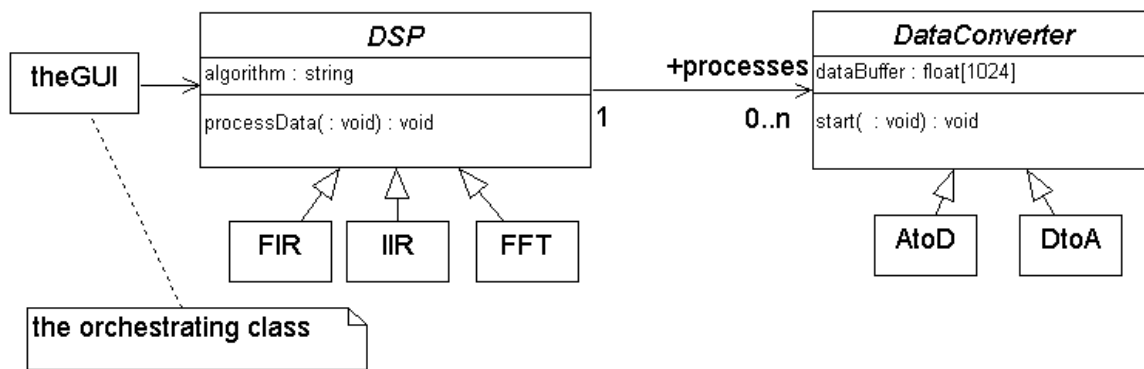 theGUI
DSP
algorithm : string
processData( : void) : void
+processes
1
0..n
DataConverter
dataBuffer : float[1024]
start( : void) : void
FIR
IIR
FFT
AtoD
DtoA
the orchestrating class